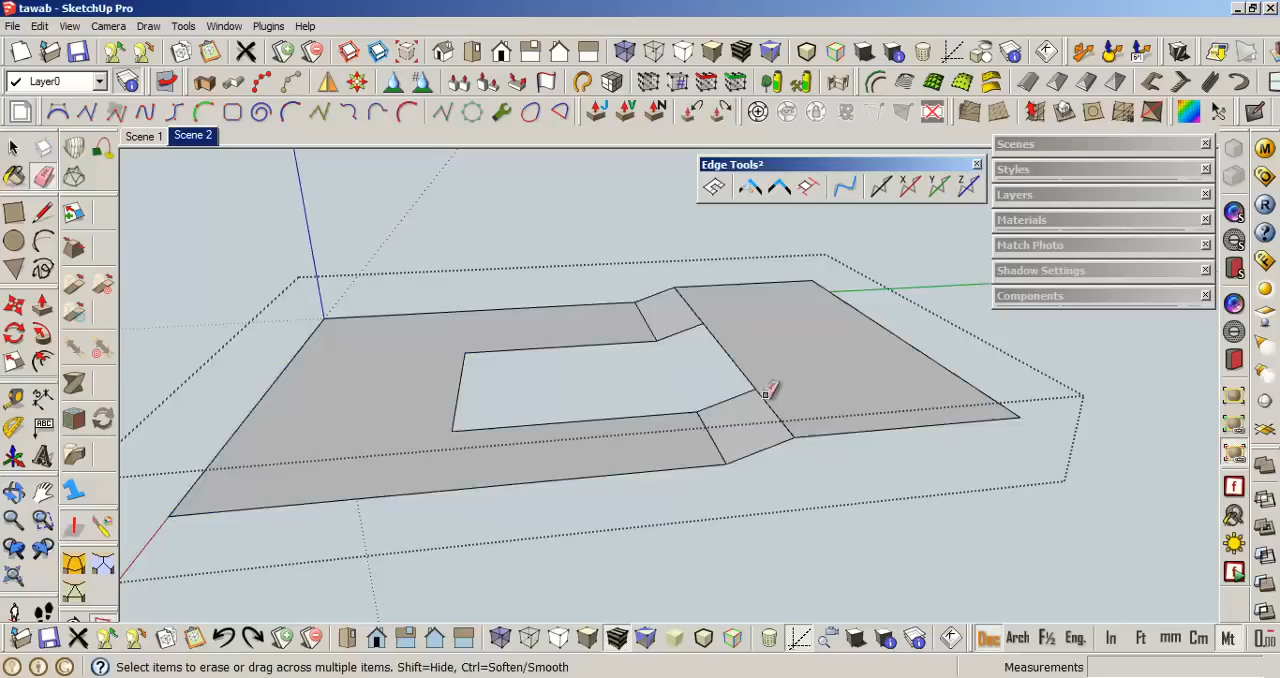 tawab - SketchUp Pro
File Edit View Camera Draw Tools Window Plugins Help
Layer0
Scene 1 Scene 2
Edge Tools²
Scenes
Styles
Layers
Materials
Match Photo
Shadow Settings
Components
Doc Arch F½ Eng. In Ft mm Cm Mt
Select items to erase or drag across multiple items. Shift=Hide, Ctrl=Soften/Smooth
Measurements